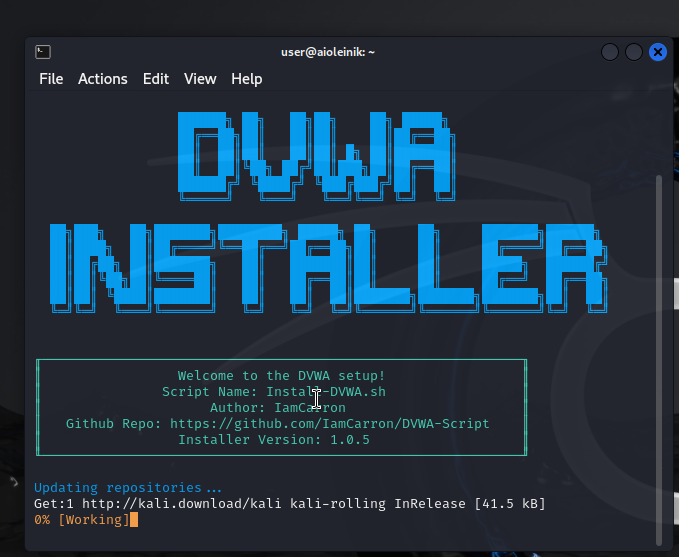 user@aioleinik: ~
File Actions Edit View Help
DVWA
INSTALLER
Welcome to the DVWA setup!
Script Name: Install-DVWA.sh
Author: IamCarron
Github Repo: https://github.com/IamCarron/DVWA-Script
Installer Version: 1.0.5
Updating repositories...
Get:1 http://kali.download/kali kali-rolling InRelease [41.5 kB]
0% [Working]